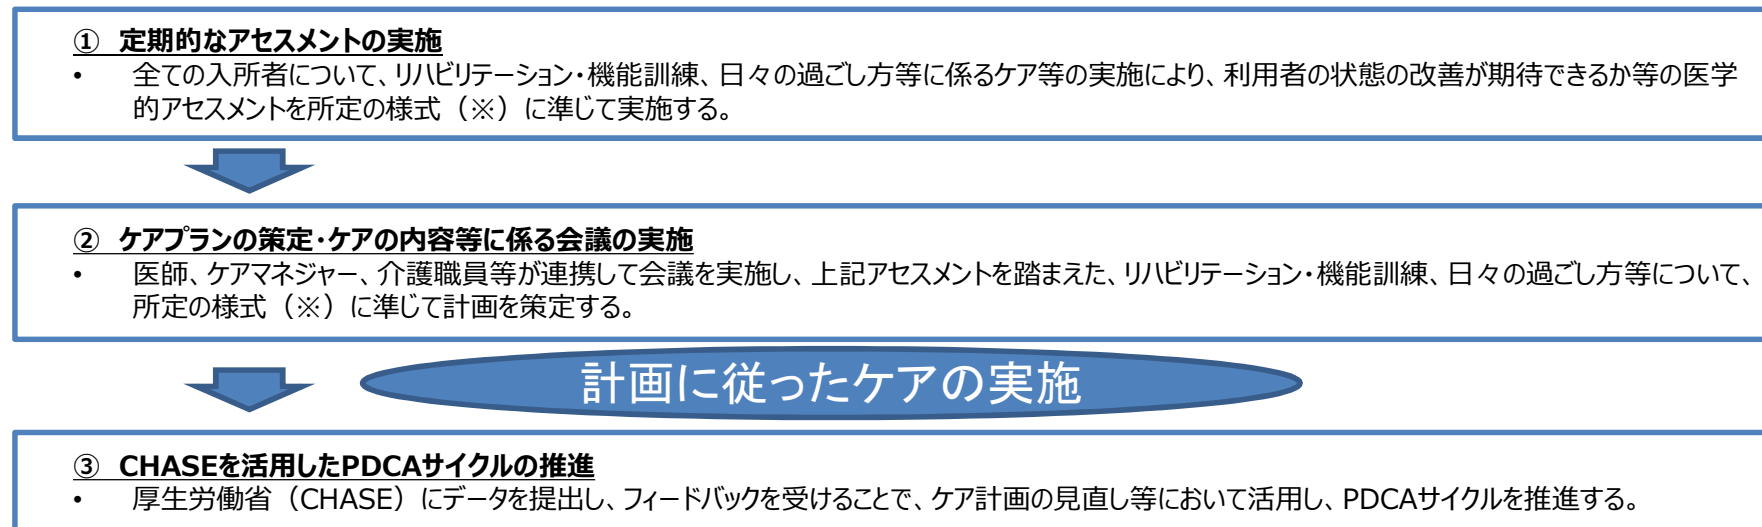 ① 定期的なアセスメントの実施
• 全ての入所者について、リハビリテーション・機能訓練、日々の過ごし方等に係るケア等の実施により、利用者の状態の改善が期待できるか等の医学
的アセスメントを所定の様式（※）に準じて実施する。
② ケアプランの策定・ケアの内容等に係る会議の実施
• 医師、ケアマネジャー、介護職員等が連携して会議を実施し、上記アセスメントを踏まえた、リハビリテーション・機能訓練、日々の過ごし方等について、
所定の様式（※）に準じて計画を策定する。
計画に従ったケアの実施
③ CHASEを活用したPDCAサイクルの推進
• 厚生労働省（CHASE）にデータを提出し、フィードバックを受けることで、ケア計画の見直し等において活用し、PDCAサイクルを推進する。